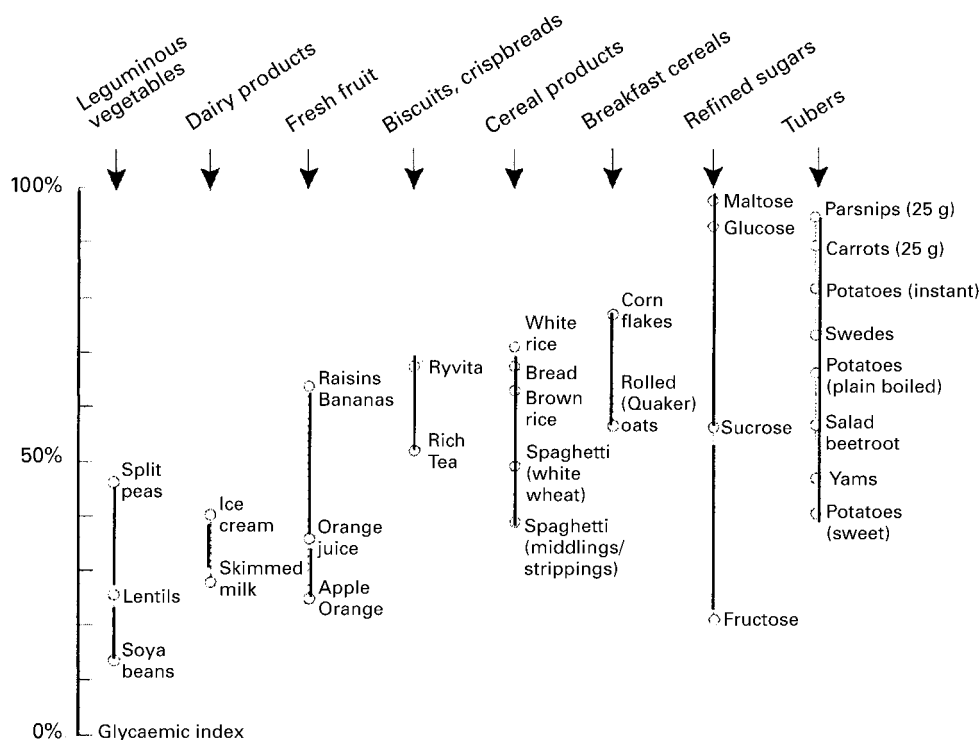 Leguminous
vegetables
Dairy products
Fresh fruit
Biscuits, crispbreads
Cereal products
Breakfast cereals
Refined sugars
Tubers
100%
50%
0%
Glycaemic index
Split
peas
Lentils
Soya
beans
Ice
cream
Skimmed
milk
Raisins
Bananas
Orange
juice
Apple
Orange
Ryvita
Rich
Tea
White
rice
Bread
Brown
rice
Spaghetti
(white
wheat)
Spaghetti
(middlings/
strippings)
Corn
flakes
Rolled
(Quaker)
oats
Maltose
Glucose
Sucrose
Fructose
Parsnips (25 g)
Carrots (25 g)
Potatoes (instant)
Swedes
Potatoes
(plain boiled)
Salad
beetroot
Yams
Potatoes
(sweet)